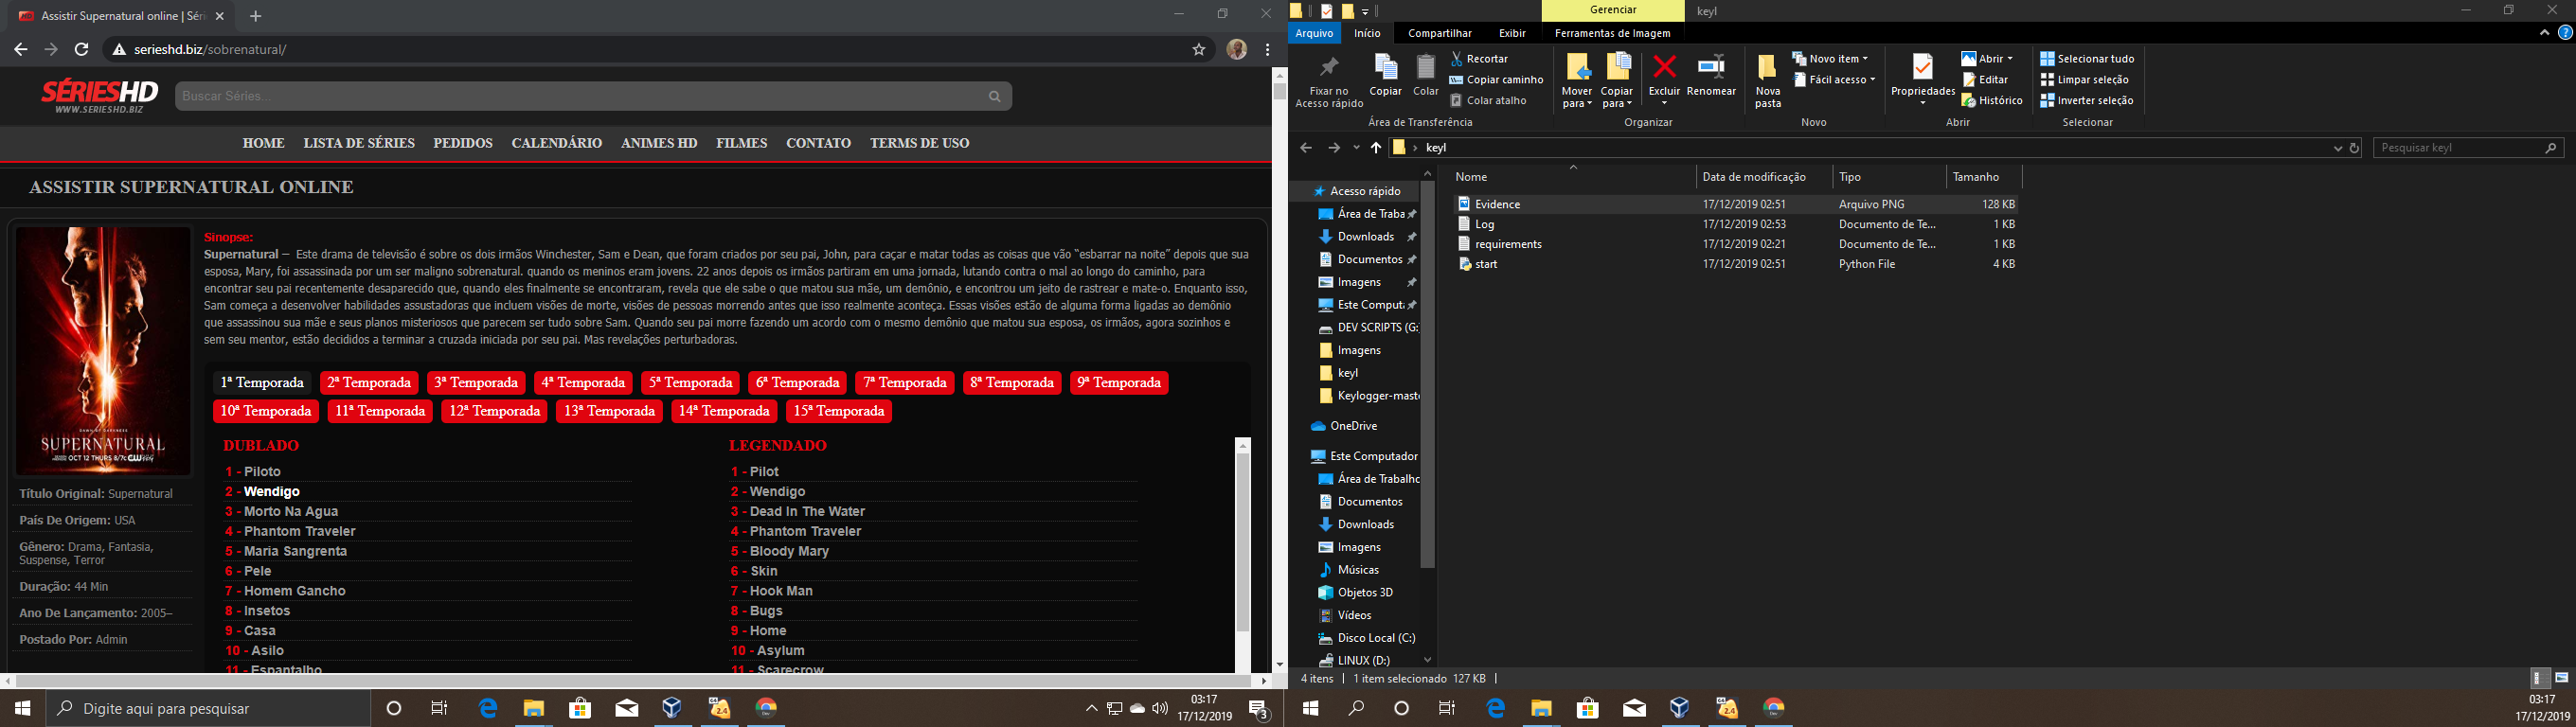 Assistir Supernatural online | Séri
serieshd.biz/sobrenatural/
SÉRIESHD
WWW.SERIESHD.BIZ
Buscar Séries...
HOME LISTA DE SÉRIES PEDIDOS CALENDÁRIO ANIMES HD FILMES CONTATO TERMS DE USO
ASSISTIR SUPERNATURAL ONLINE
Sinopse:
Supernatural – Este drama de televisão é sobre os dois irmãos Winchester, Sam e Dean, que foram criados por seu pai, John, para caçar e matar todas as coisas que vão “esbarrar na noite” depois que sua
esposa, Mary, foi assassinada por um ser maligno sobrenatural. quando os meninos eram jovens. 22 anos depois os irmãos partiram em uma jornada, lutando contra o mal ao longo do caminho, para
encontrar seu pai recentemente desaparecido que, quando eles finalmente se encontraram, revela que ele sabe o que matou sua mãe, um demônio, e encontrou um jeito de rastrear e mate-o. Enquanto isso,
Sam começa a desenvolver habilidades assustadoras que incluem visões de morte, visões de pessoas morrendo antes que isso realmente aconteça. Essas visões estão de alguma forma ligadas ao demônio
que assassinou sua mãe e seus planos misteriosos que parecem ser tudo sobre Sam. Quando seu pai morre fazendo um acordo com o mesmo demônio que matou sua esposa, os irmãos, agora sozinhos e
sem seu mentor, estão decididos a terminar a cruzada iniciada por seu pai. Mas revelações perturbadoras.
1ª Temporada 2ª Temporada 3ª Temporada 4ª Temporada 5ª Temporada 6ª Temporada 7ª Temporada 8ª Temporada 9ª Temporada
10ª Temporada 11ª Temporada 12ª Temporada 13ª Temporada 14ª Temporada 15ª Temporada
SUPERNATURAL
OCT 12 THURS 8/7c CW
Título Original: Supernatural
País De Origem: USA
Gênero: Drama, Fantasia,
Suspense, Terror
Duração: 44 Min
Ano De Lançamento: 2005–
Postado Por: Admin
DUBLADO
1 - Piloto
2 - Wendigo
3 - Morto Na Agua
4 - Phantom Traveler
5 - Maria Sangrenta
6 - Pele
7 - Homem Gancho
8 - Insetos
9 - Casa
10 - Asilo
11 - Espantalho
LEGENDADO
1 - Pilot
2 - Wendigo
3 - Dead In The Water
4 - Phantom Traveler
5 - Bloody Mary
6 - Skin
7 - Hook Man
8 - Bugs
9 - Home
10 - Asylum
11 - Scarecrow
Digite aqui para pesquisar
2.4
03:17
17/12/2019
3
Gerenciar
keyl
Arquivo Início Compartilhar Exibir Ferramentas de Imagem
Fixar no
Acesso rápido
Copiar
Colar
Recortar
Copiar caminho
Colar atalho
Área de Transferência
Mover
para
Copiar
para
Excluir
Renomear
Organizar
Nova
pasta
Novo item
Fácil acesso
Novo
Propriedades
Abrir
Editar
Histórico
Abrir
Selecionar tudo
Limpar seleção
Inverter seleção
Selecionar
keyl
Pesquisar keyl
Acesso rápido
Área de Traba
Downloads
Documentos
Imagens
Este Computa
DEV SCRIPTS (G:
Imagens
keyl
Keylogger-maste
OneDrive
Este Computador
Área de Trabalho
Documentos
Downloads
Imagens
Músicas
Objetos 3D
Vídeos
Disco Local (C:)
LINUX (D:)
Nome Data de modificação Tipo Tamanho
Evidence 17/12/2019 02:51 Arquivo PNG 128 KB
Log 17/12/2019 02:53 Documento de Te... 1 KB
requirements 17/12/2019 02:21 Documento de Te... 1 KB
start 17/12/2019 02:51 Python File 4 KB
4 itens 1 item selecionado 127 KB
2.4
03:17
17/12/2019